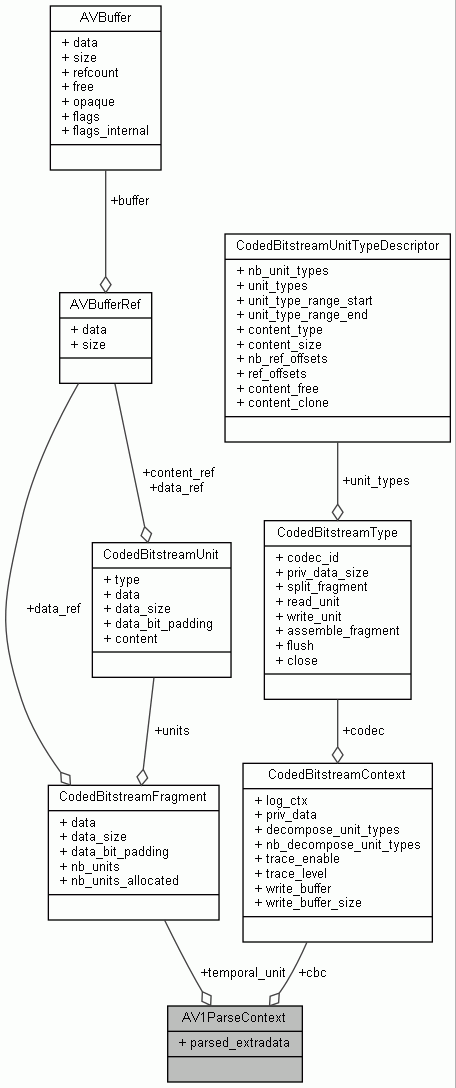 AVBuffer
+ data
+ size
+ refcount
+ free
+ opaque
+ flags
+ flags_internal
+buffer
AVBufferRef
+ data
+ size
CodedBitstreamUnitTypeDescriptor
+ nb_unit_types
+ unit_types
+ unit_type_range_start
+ unit_type_range_end
+ content_type
+ content_size
+ nb_ref_offsets
+ ref_offsets
+ content_free
+ content_clone
+content_ref
+data_ref
+unit_types
CodedBitstreamUnit
+ type
+ data
+ data_size
+ data_bit_padding
+ content
CodedBitstreamType
+ codec_id
+ priv_data_size
+ split_fragment
+ read_unit
+ write_unit
+ assemble_fragment
+ flush
+ close
+data_ref
+units
+codec
CodedBitstreamFragment
+ data
+ data_size
+ data_bit_padding
+ nb_units
+ nb_units_allocated
CodedBitstreamContext
+ log_ctx
+ priv_data
+ decompose_unit_types
+ nb_decompose_unit_types
+ trace_enable
+ trace_level
+ write_buffer
+ write_buffer_size
+temporal_unit
+cbc
AV1ParseContext
+ parsed_extradata